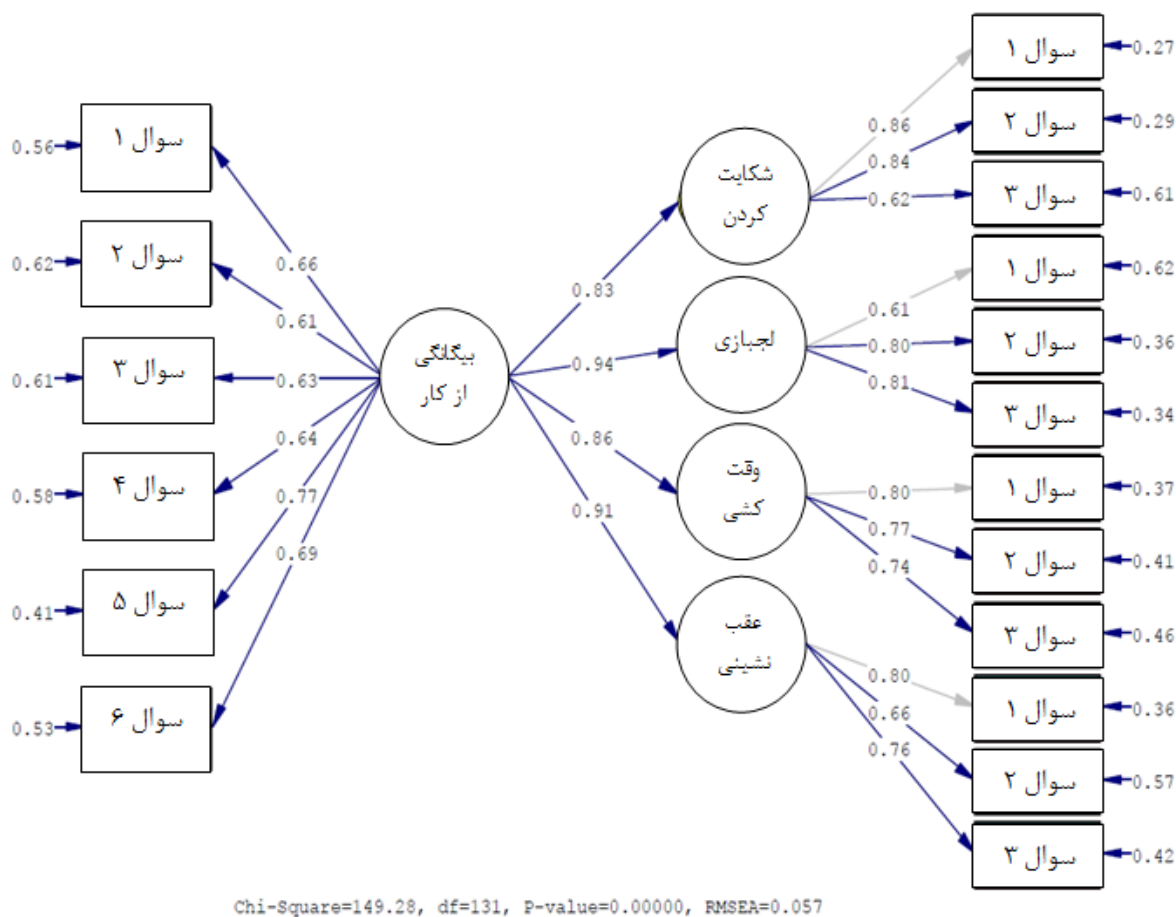 سوال ۱
0.56
سوال ۲
0.62
سوال ۳
0.61
سوال ۴
0.58
سوال ۵
0.41
سوال ۶
0.53
0.66
0.61
0.63
0.64
0.77
0.69
بیگانگی
از کار
0.83
0.94
0.86
0.91
شکایت
کردن
لجبازی
وقت
کشی
عقب
نشینی
0.86
0.84
0.62
0.61
0.80
0.81
0.80
0.77
0.74
0.80
0.66
0.76
سوال ۱
0.27
سوال ۲
0.29
سوال ۳
0.61
سوال ۱
0.62
سوال ۲
0.36
سوال ۳
0.34
سوال ۱
0.37
سوال ۲
0.41
سوال ۳
0.46
سوال ۱
0.36
سوال ۲
0.57
سوال ۳
0.42
Chi-Square=149.28, df=131, P-value=0.00000, RMSEA=0.057